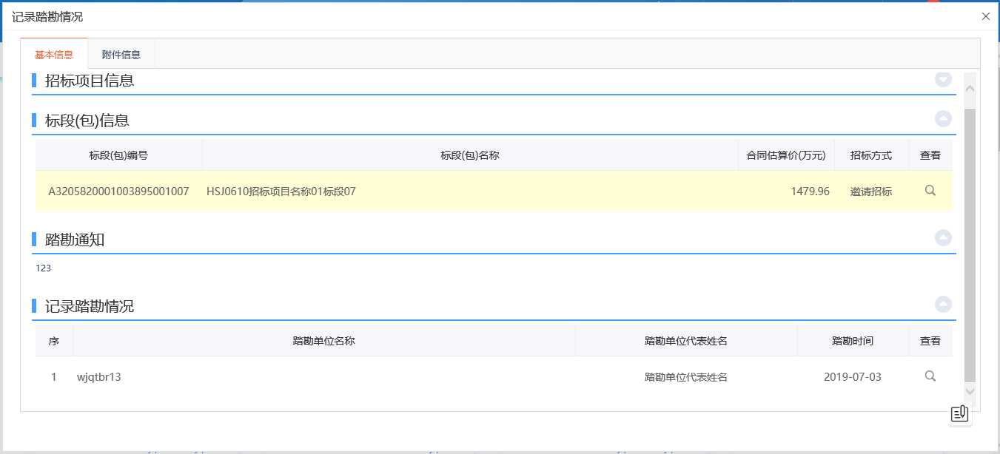 记录踏勘情况
基本信息 附件信息
招标项目信息
标段(包)信息
标段(包)编号 标段(包)名称 合同估算价(万元) 招标方式 查看
A3205820001003895001007 HSJ0610招标项目名称01标段07 1479.96 邀请招标
踏勘通知
123
记录踏勘情况
序 踏勘单位名称 踏勘单位代表姓名 踏勘时间 查看
1 wjqtbr13 踏勘单位代表姓名 2019-07-03